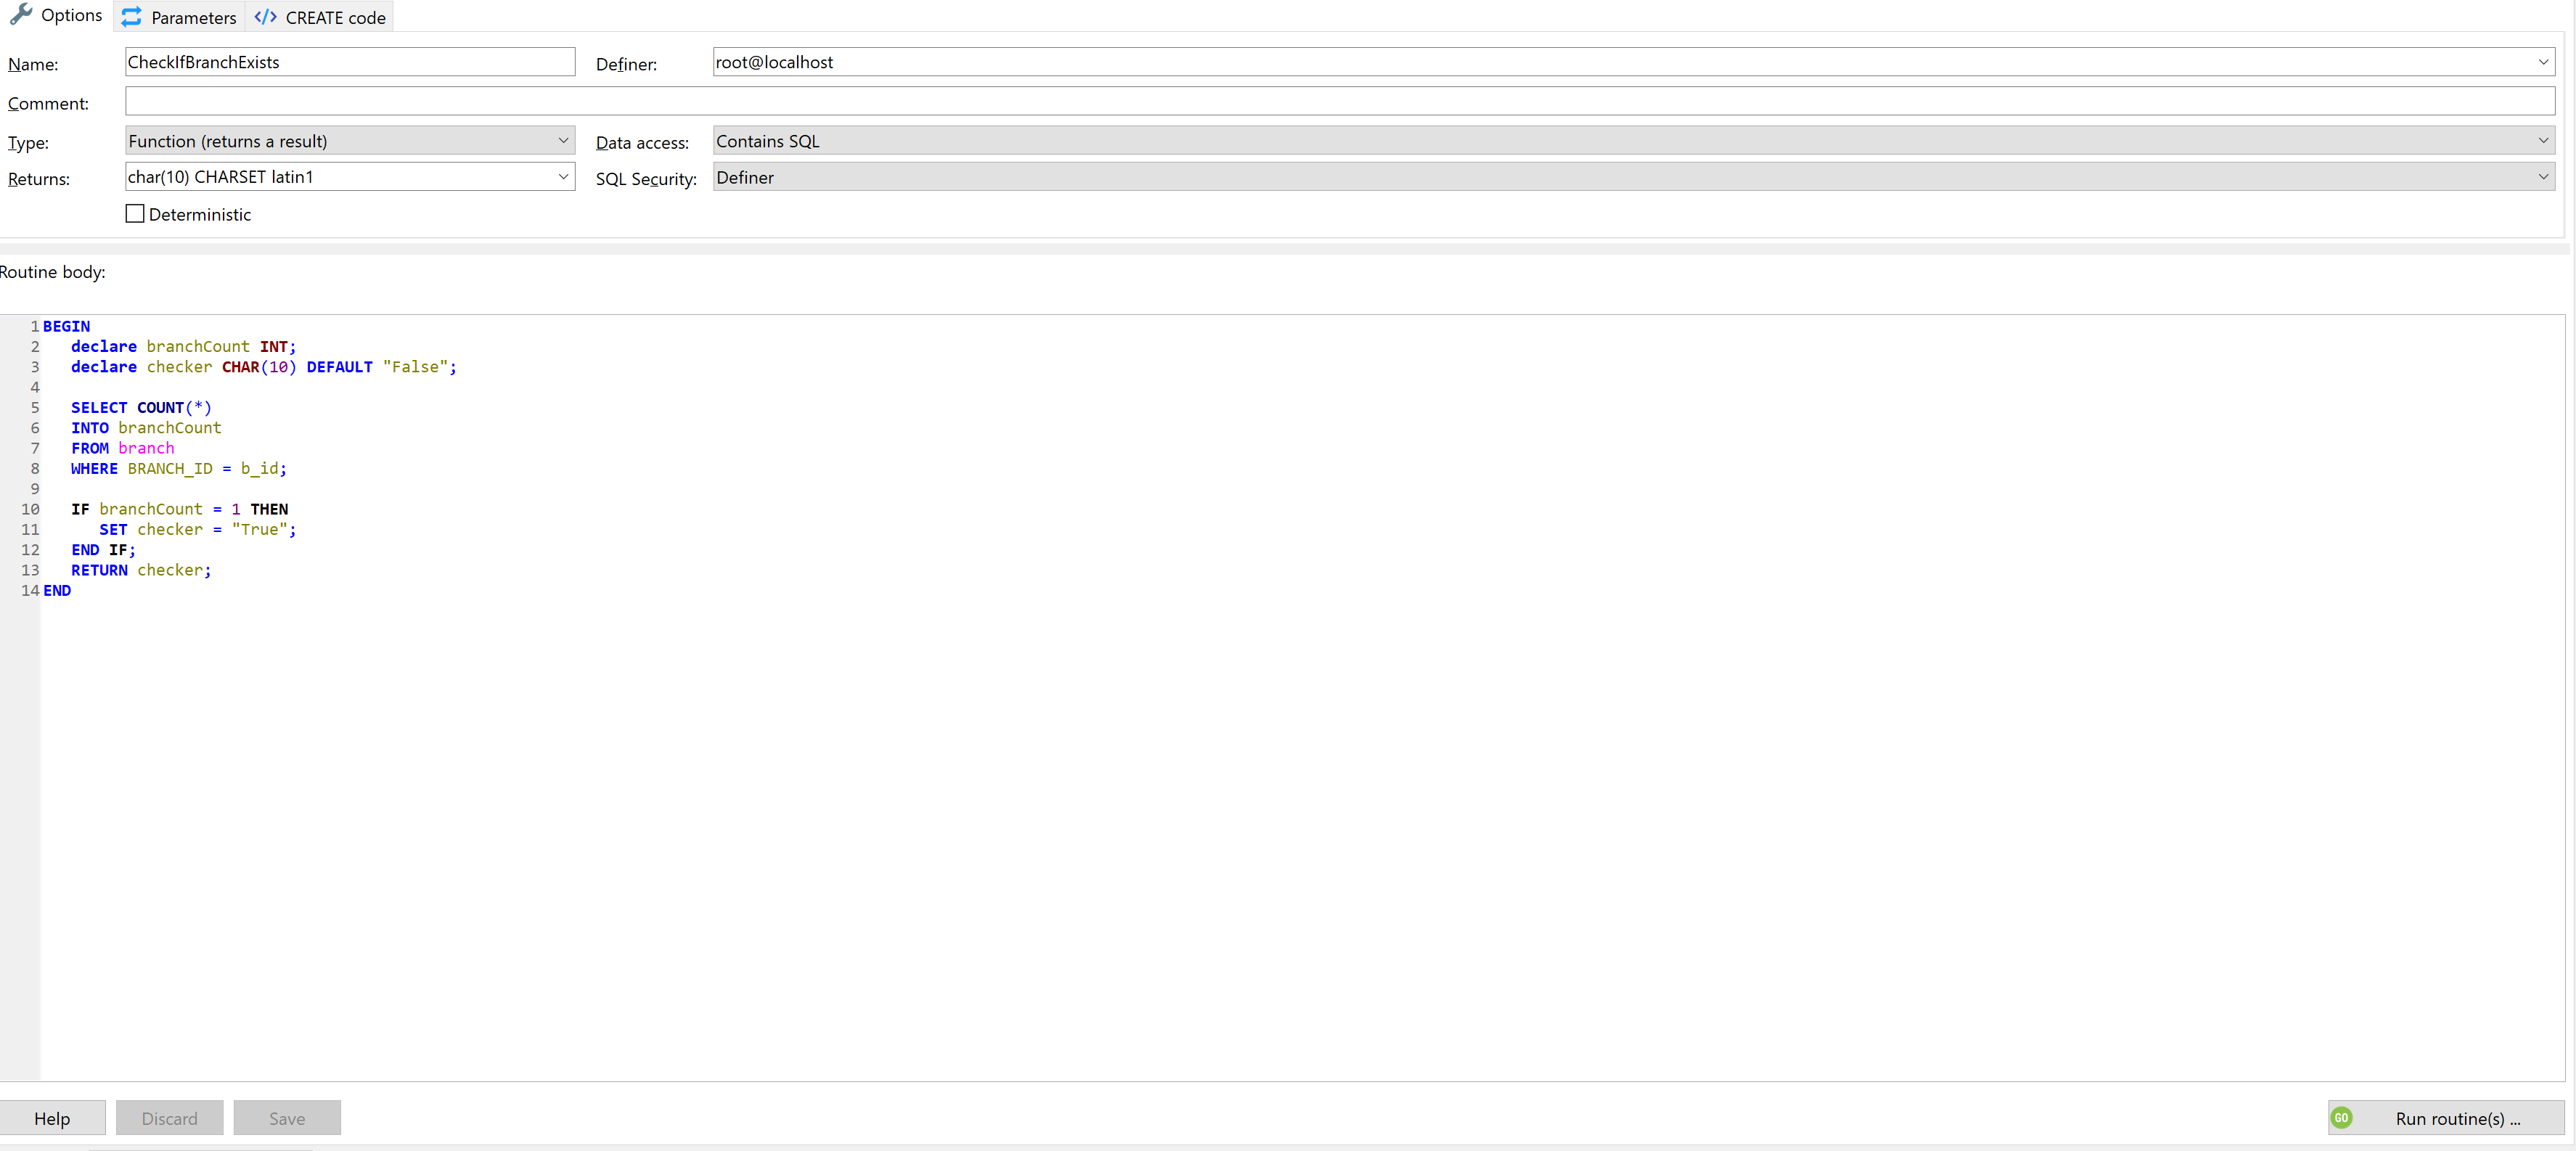 Options Parameters </> CREATE code
Name: CheckIfBranchExists Definer: root@localhost
Comment:
Type: Function (returns a result) Data access: Contains SQL
Returns: char(10) CHARSET latin1 SQL Security: Definer
Deterministic
Routine body:
1 BEGIN
2    declare branchCount INT;
3    declare checker CHAR(10) DEFAULT "False";
4
5    SELECT COUNT(*)
6    INTO branchCount
7    FROM branch
8    WHERE BRANCH_ID = b_id;
9
10    IF branchCount = 1 THEN
11       SET checker = "True";
12    END IF;
13    RETURN checker;
14 END
Help Discard Save GO Run routine(s) ...